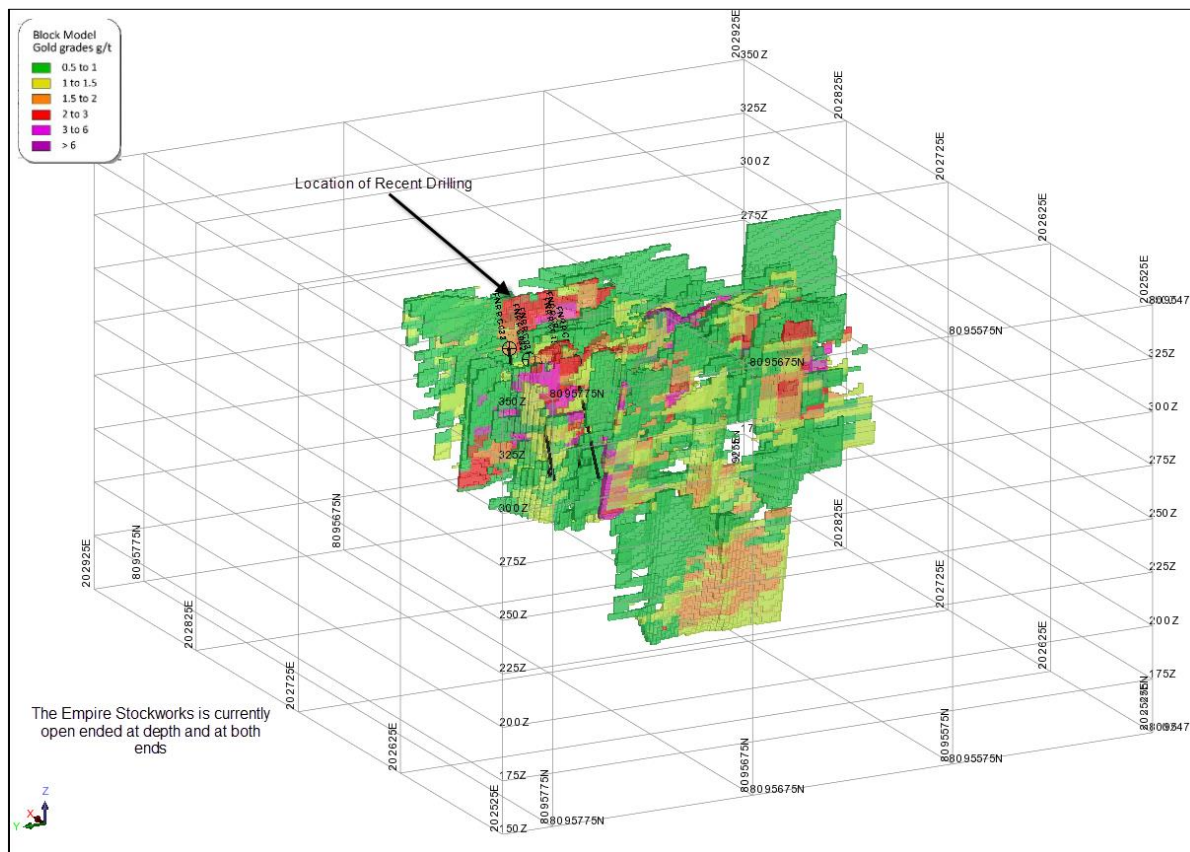 Block Model
Gold grades g/t
0.5 to 1
1 to 1.5
1.5 to 2
2 to 3
3 to 6
> 6
Location of Recent Drilling
202925E
350Z
325Z
300Z
275Z
202825E
202725E
202625E
202525E
325Z
300Z
275Z
250Z
225Z
200Z
175Z
8095575N
8095675N
8095775N
350Z
325Z
300Z
275Z
250Z
225Z
200Z
175Z
150Z
202925E
8095775N
202825E
202725E
202625E
202525E
8095675N
8095775N
8095775N
8095675N
8095675N
8095575N
8095575N
202825E
202725E
202625E
The Empire Stockworks is currently
open ended at depth and at both
ends
Z
X
Y